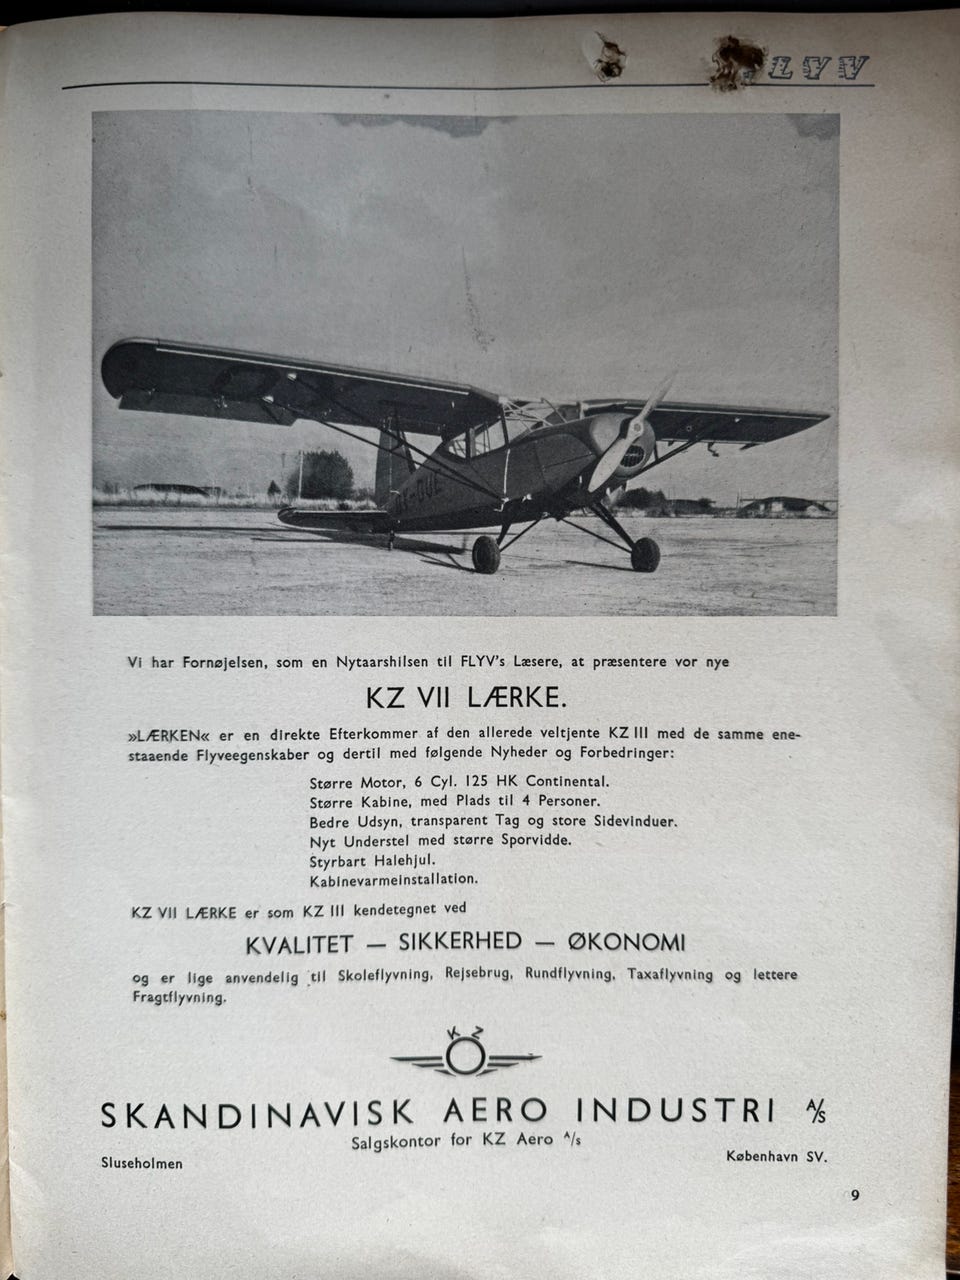 LYV
OY-DUE
Vi har Fornøjelsen, som en Nytaarshilsen til FLYV's Læsere, at præsentere vor nye
KZ VII LÆRKE.
»LÆRKEN« er en direkte Efterkommer af den allerede veltjente KZ III med de samme ene-
staaende Flyveegenskaber og dertil med følgende Nyheder og Forbedringer:
Større Motor, 6 Cyl. 125 HK Continental.
Større Kabine, med Plads til 4 Personer.
Bedre Udsyn, transparent Tag og store Sidevinduer.
Nyt Understel med større Sporvidde.
Styrbart Halehjul.
Kabinevarmeinstallation.
KZ VII LÆRKE er som KZ III kendetegnet ved
KVALITET — SIKKERHED — ØKONOMI
og er lige anvendelig til Skoleflyvning, Rejsebrug, Rundflyvning, Taxaflyvning og lettere
Fragtflyvning.
KZ
SKANDINAVISK AERO INDUSTRI A/S
Salgskontor for KZ Aero A/s
Sluseholmen København SV.
9